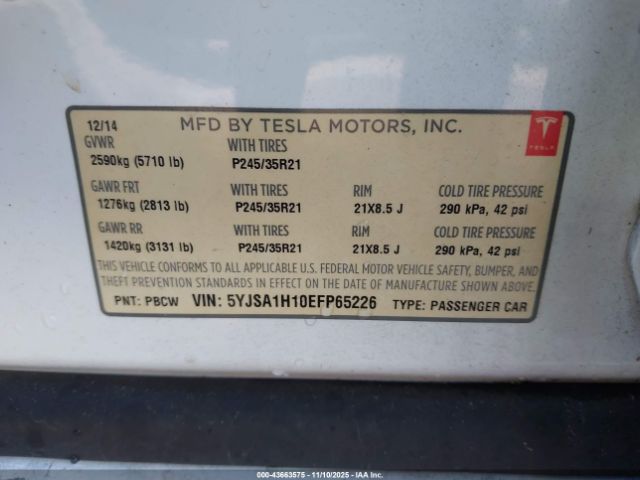 12/14 MFD BY TESLA MOTORS, INC.
GVWR WITH TIRES
2590kg (5710 lb) P245/35R21
TESLA
GAWR FRT WITH TIRES RIM COLD TIRE PRESSURE
1276kg (2813 lb) P245/35R21 21X8.5 J 290 kPa, 42 psi
GAWR RR WITH TIRES RIM COLD TIRE PRESSURE
1420kg (3131 lb) P245/35R21 21X8.5 J 290 kPa, 42 psi
THIS VEHICLE CONFORMS TO ALL APPLICABLE U.S. FEDERAL MOTOR VEHICLE SAFETY, BUMPER, AND
THEFT PREVENTION STANDARDS IN EFFECT ON THE DATE OF MANUFACTURE SHOWN ABOVE.
PNT: PBCW VIN: 5YJSA1H10EFP65226 TYPE: PASSENGER CAR
000-43663575 - 11/10/2025 - IAA Inc.